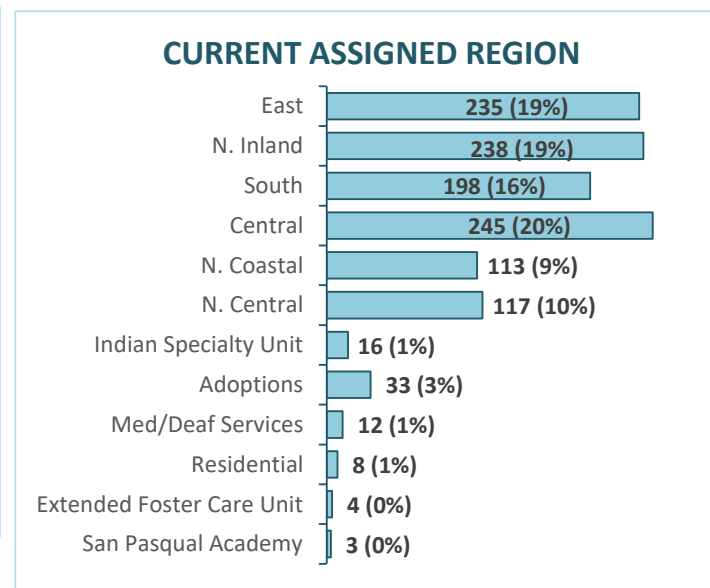 CURRENT ASSIGNED REGION
East 235 (19%)
N. Inland 238 (19%)
South 198 (16%)
Central 245 (20%)
N. Coastal 113 (9%)
N. Central 117 (10%)
Indian Specialty Unit 16 (1%)
Adoptions 33 (3%)
Med/Deaf Services 12 (1%)
Residential 8 (1%)
Extended Foster Care Unit 4 (0%)
San Pasqual Academy 3 (0%)